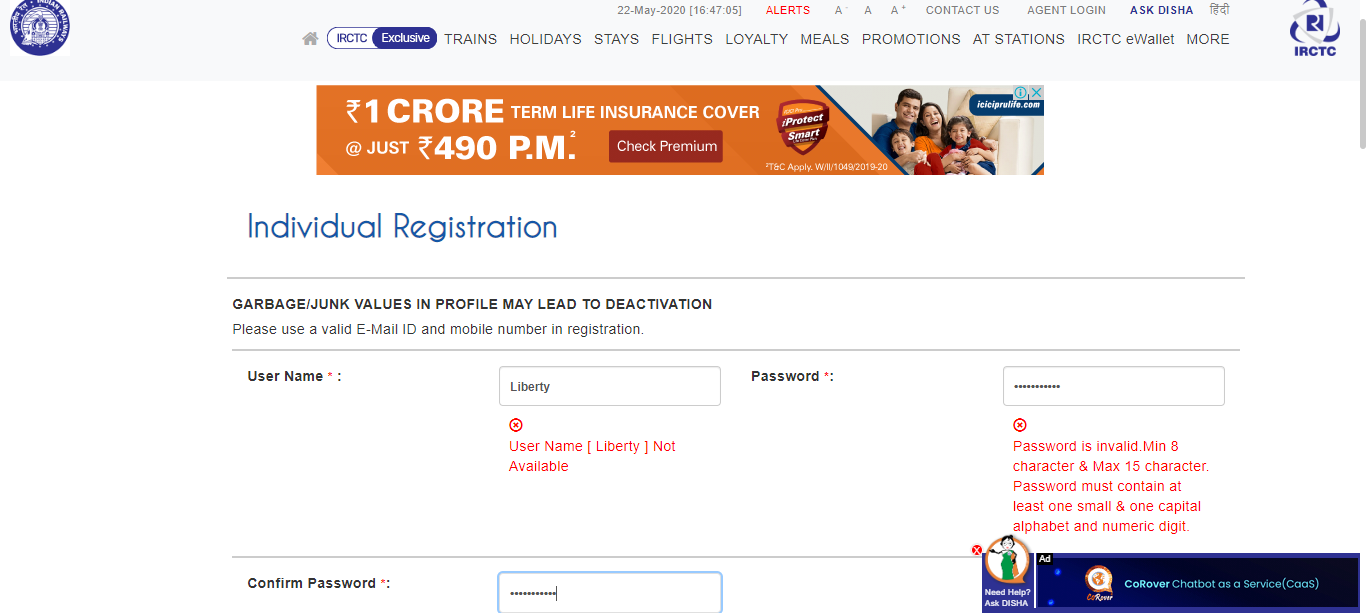 INDIAN RAILWAYS
22-May-2020 [16:47:05] ALERTS A - A A + CONTACT US AGENT LOGIN ASK DISHA हिंदी
IRCTC Exclusive TRAINS HOLIDAYS STAYS FLIGHTS LOYALTY MEALS PROMOTIONS AT STATIONS IRCTC eWallet MORE
IRCTC
₹1 CRORE TERM LIFE INSURANCE COVER
@ JUST ₹490 P.M.²
Check Premium
iProtect
Smart
iciciprulife.com
²T&C Apply. W/II/1049/2019-20
Individual Registration
GARBAGE/JUNK VALUES IN PROFILE MAY LEAD TO DEACTIVATION
Please use a valid E-Mail ID and mobile number in registration.
User Name * :
Liberty
User Name [ Liberty ] Not
Available
Password *:
•••••••••••
Password is invalid.Min 8
character & Max 15 character.
Password must contain at
least one small & one capital
alphabet and numeric digit.
Confirm Password *:
•••••••••••
Need Help?
Ask DISHA
Ad
CoRover
CoRover Chatbot as a Service(CaaS)